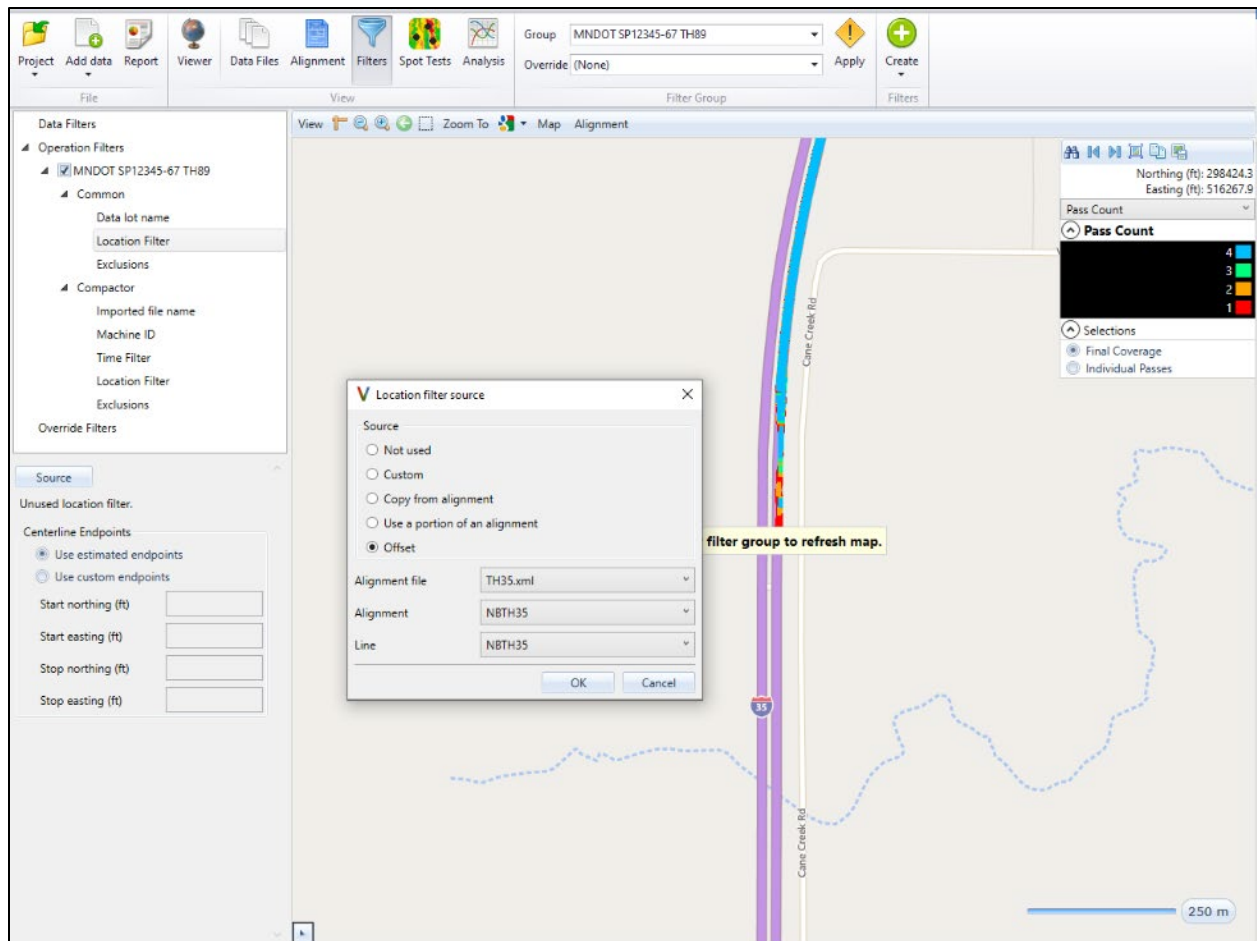 Project
Add data
Report
Viewer
Data Files
Alignment
Filters
Spot Tests
Analysis
Group
MNDOT SP12345-67 TH89
Override
(None)
Apply
Create
File
View
Filter Group
Filters
Data Filters
Operation Filters
MNDOT SP12345-67 TH89
Common
Data lot name
Location Filter
Exclusions
Compactor
Imported file name
Machine ID
Time Filter
Location Filter
Exclusions
Override Filters
Source
Unused location filter.
Centerline Endpoints
Use estimated endpoints
Use custom endpoints
Start northing (ft)
Start easting (ft)
Stop northing (ft)
Stop easting (ft)
View
Zoom To
Map
Alignment
Northing (ft): 298424.3
Easting (ft): 516267.9
Pass Count
Pass Count
4
3
2
1
Selections
Final Coverage
Individual Passes
Cane Creek Rd
Location filter source
Source
Not used
Custom
Copy from alignment
Use a portion of an alignment
Offset
Alignment file
TH35.xml
Alignment
NBTH35
Line
NBTH35
OK
Cancel
filter group to refresh map.
35
Cane Creek Rd
250 m